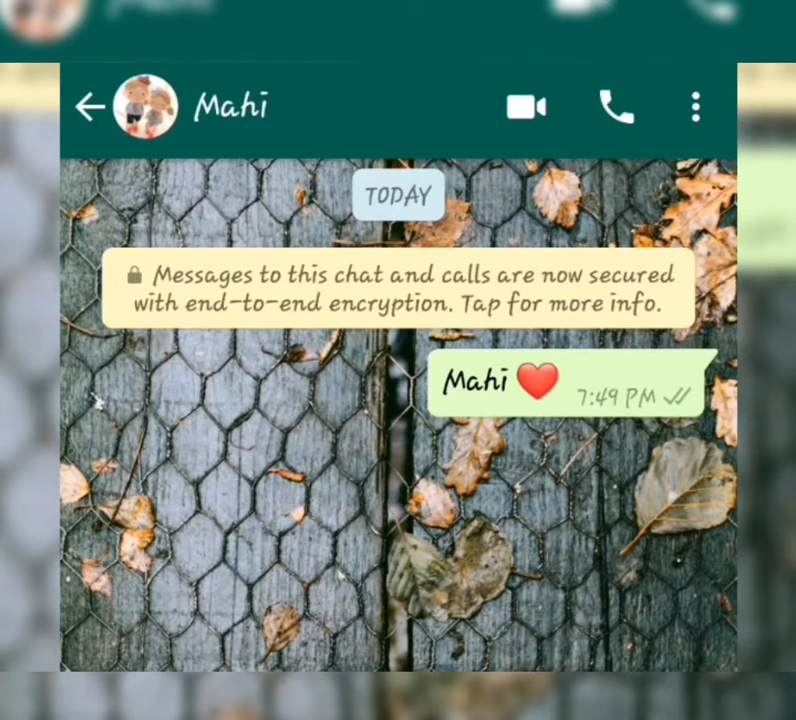 Mahi
TODAY
Messages to this chat and calls are now secured
with end-to-end encryption. Tap for more info.
Mahi ❤️ 7:49 PM